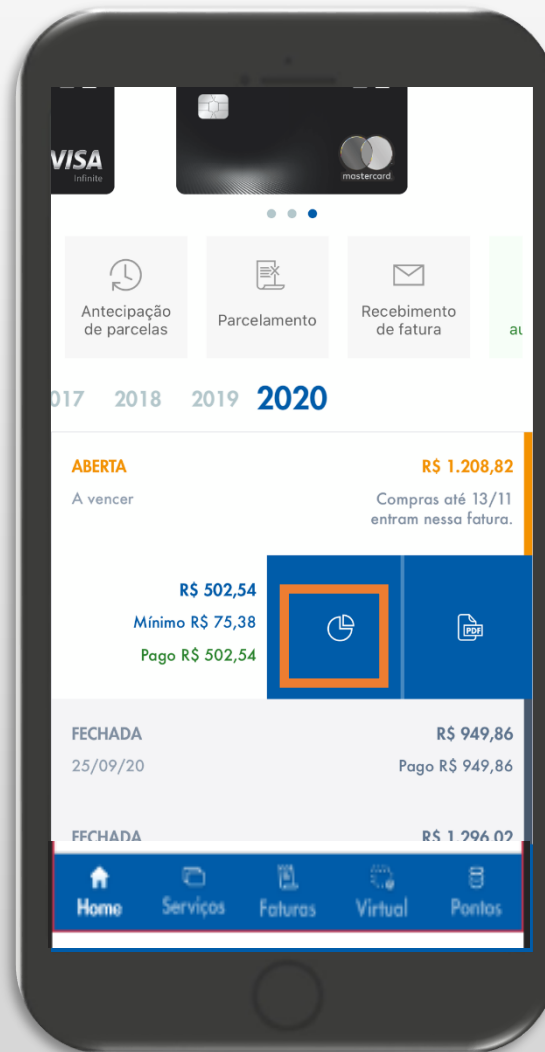 VISA
Infinite
mastercard
Antecipação
de parcelas
Parcelamento
Recebimento
de fatura
au
017 2018 2019 2020
ABERTA R$ 1.208,82
A vencer Compras até 13/11
entram nessa fatura.
R$ 502,54
Mínimo R$ 75,38
Pago R$ 502,54
PDF
FECHADA R$ 949,86
25/09/20 Pago R$ 949,86
FECHADA R$ 1.296,02
Home Serviços Faturas Virtual Pontos